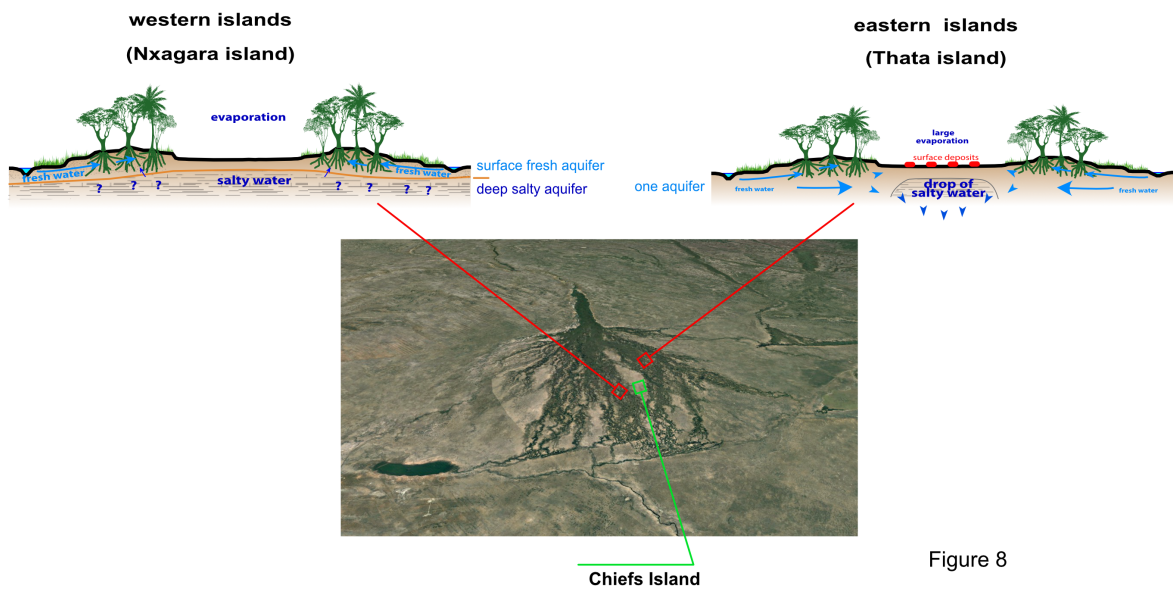 western islands
(Nxagara island)
eastern  islands
(Thata island)
evaporation
fresh water
fresh water
salty water
? ? ? ? ? ? ?
surface fresh aquifer
deep salty aquifer
large
evaporation
surface deposits
one aquifer
fresh water
drop of
salty water
fresh water
Chiefs Island
Figure 8